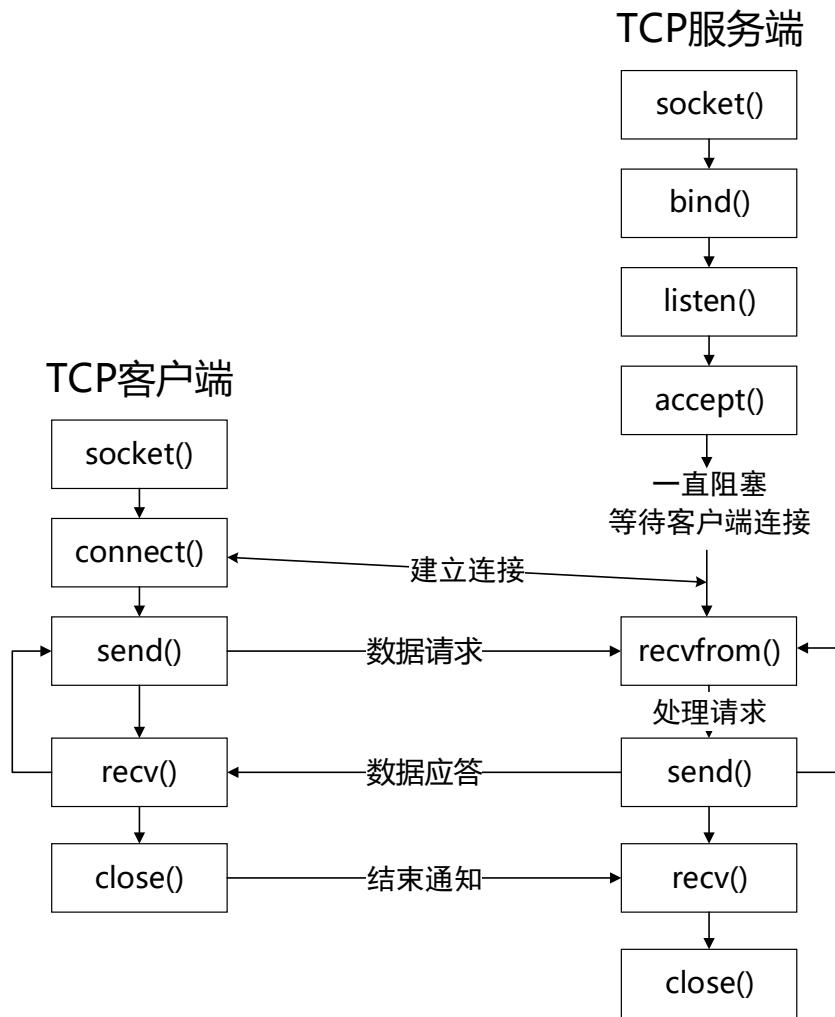 TCP服务端
socket()
bind()
listen()
accept()
一直阻塞
等待客户端连接
TCP客户端
socket()
connect()
建立连接
send()
数据请求
recvfrom()
处理请求
recv()
数据应答
send()
close()
结束通知
recv()
close()